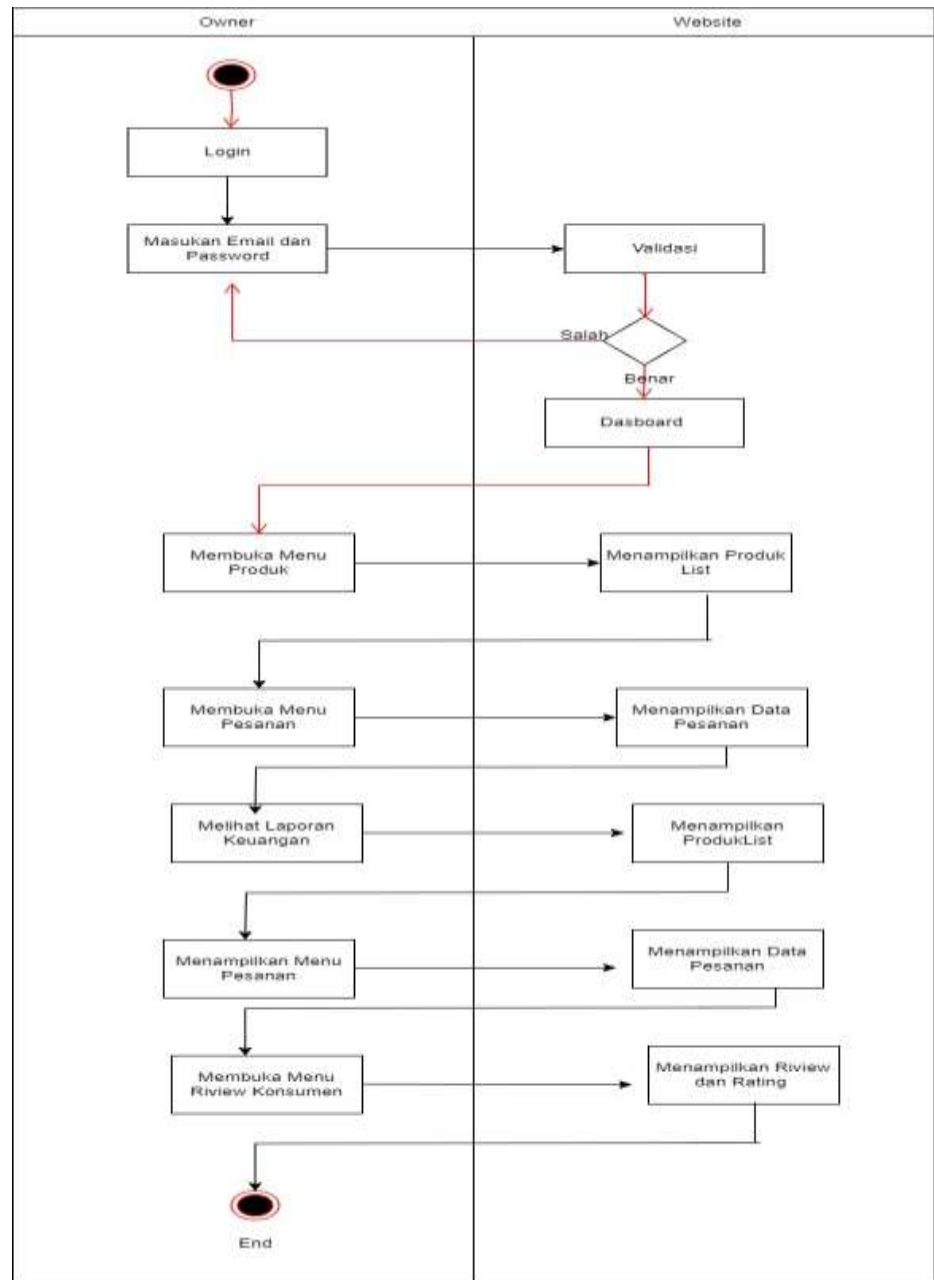 Owner
Website
Login
Masukan Email dan
Password
Validasi
Salah
Benar
Dasboard
Membuka Menu
Produk
Menampilkan Produk
List
Membuka Menu
Pesanan
Menampilkan Data
Pesanan
Melihat Laporan
Keuangan
Menampilkan
ProdukList
Menampilkan Menu
Pesanan
Menampilkan Data
Pesanan
Membuka Menu
Riview Konsumen
Menampilkan Riview
dan Rating
End